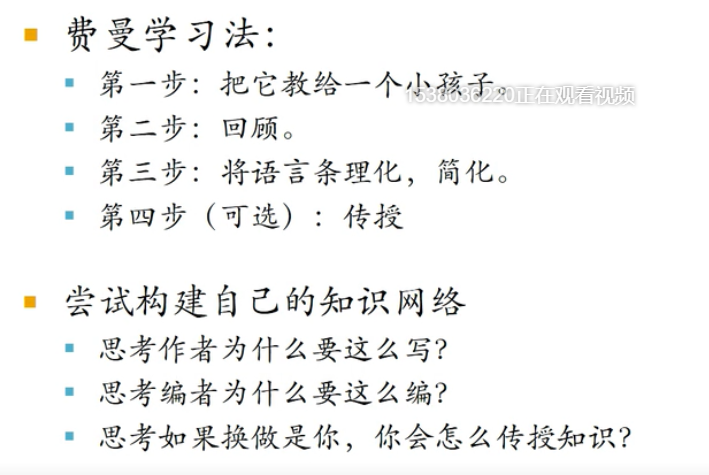 费曼学习法：
第一步：把它教给一个小孩子。
1536036220正在观看视频
第二步：回顾。
第三步：将语言条理化，简化。
第四步（可选）：传授
尝试构建自己的知识网络
思考作者为什么要这么写？
思考编者为什么要这么编？
思考如果换做是你，你会怎么传授知识？